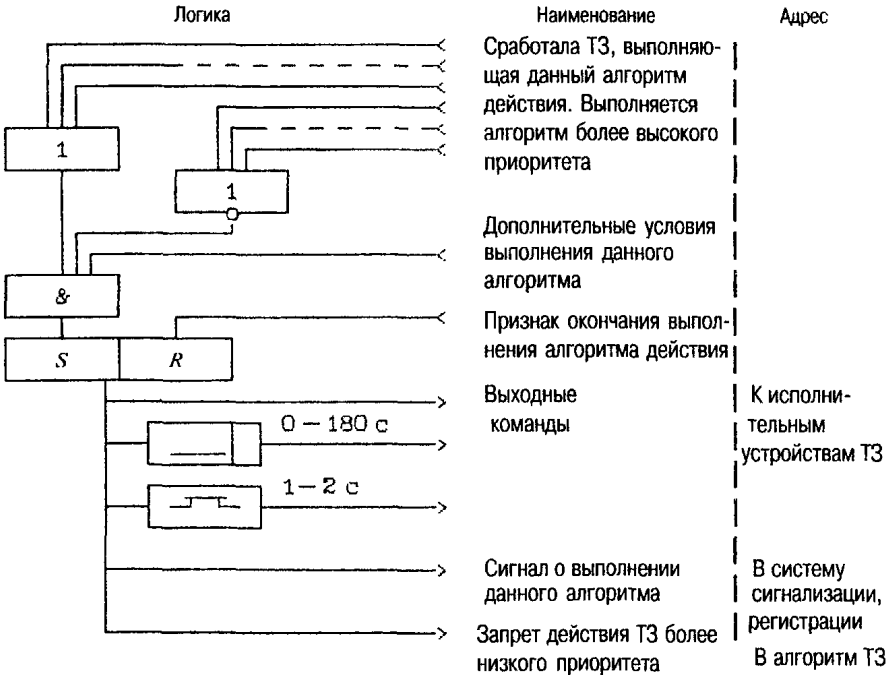 Логика
Наименование
Адрес
Сработала ТЗ, выполняю-
щая данный алгоритм
действия. Выполняется
алгоритм более высокого
приоритета
1
1
Дополнительные условия
выполнения данного
алгоритма
&
Признак окончания выпол-
нения алгоритма действия
S
R
Выходные
команды
К исполни-
тельным
устройствам ТЗ
0 – 180 с
1 – 2 с
Сигнал о выполнении
данного алгоритма
В систему
сигнализации,
регистрации
Запрет действия ТЗ более
низкого приоритета
В алгоритм ТЗ